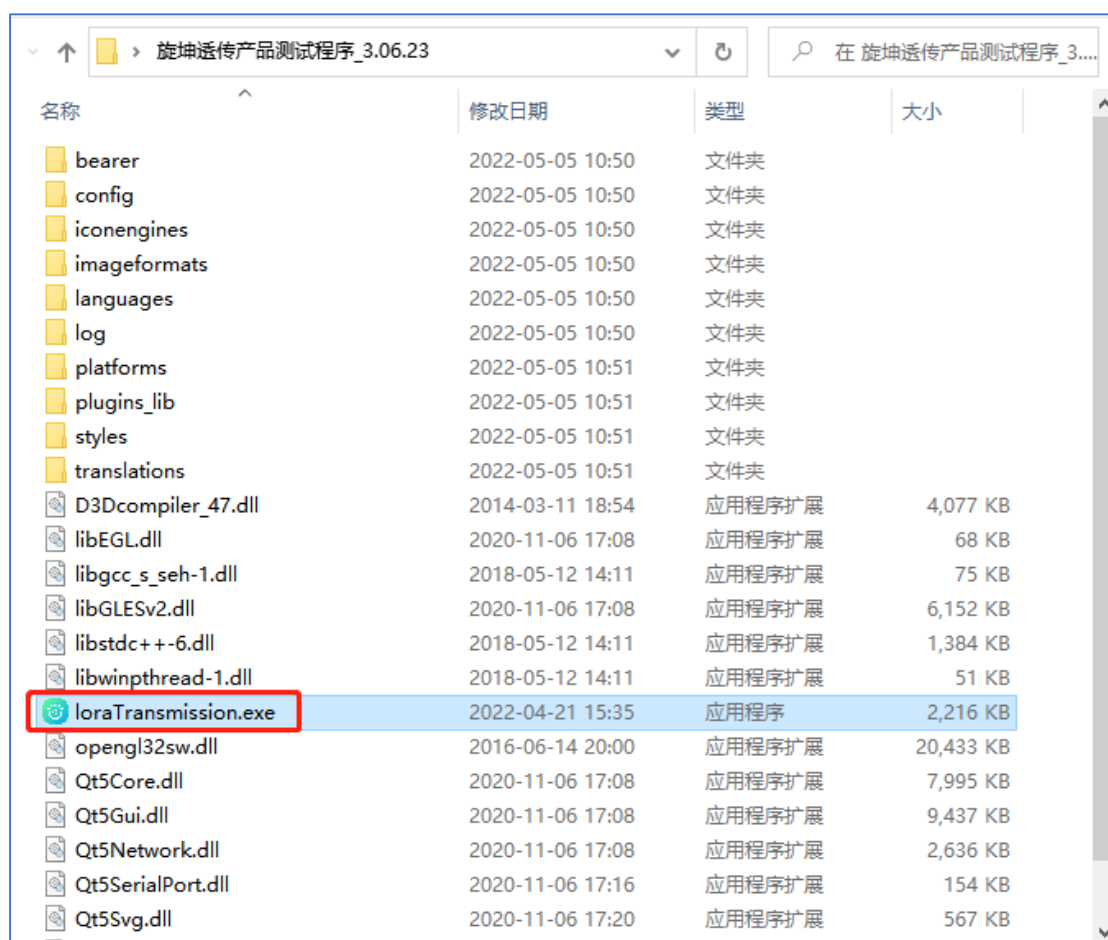 旋坤透传产品测试程序_3.06.23
在 旋坤透传产品测试程序_3....
名称 修改日期 类型 大小
bearer 2022-05-05 10:50 文件夹
config 2022-05-05 10:50 文件夹
iconengines 2022-05-05 10:50 文件夹
imageformats 2022-05-05 10:50 文件夹
languages 2022-05-05 10:50 文件夹
log 2022-05-05 10:50 文件夹
platforms 2022-05-05 10:51 文件夹
plugins_lib 2022-05-05 10:51 文件夹
styles 2022-05-05 10:51 文件夹
translations 2022-05-05 10:51 文件夹
D3Dcompiler_47.dll 2014-03-11 18:54 应用程序扩展 4,077 KB
libEGL.dll 2020-11-06 17:08 应用程序扩展 68 KB
libgcc_s_seh-1.dll 2018-05-12 14:11 应用程序扩展 75 KB
libGLESv2.dll 2020-11-06 17:08 应用程序扩展 6,152 KB
libstdc++-6.dll 2018-05-12 14:11 应用程序扩展 1,384 KB
libwinpthread-1.dll 2018-05-12 14:11 应用程序扩展 51 KB
loraTransmission.exe 2022-04-21 15:35 应用程序 2,216 KB
opengl32sw.dll 2016-06-14 20:00 应用程序扩展 20,433 KB
Qt5Core.dll 2020-11-06 17:08 应用程序扩展 7,995 KB
Qt5Gui.dll 2020-11-06 17:08 应用程序扩展 9,437 KB
Qt5Network.dll 2020-11-06 17:08 应用程序扩展 2,636 KB
Qt5SerialPort.dll 2020-11-06 17:16 应用程序扩展 154 KB
Qt5Svg.dll 2020-11-06 17:20 应用程序扩展 567 KB